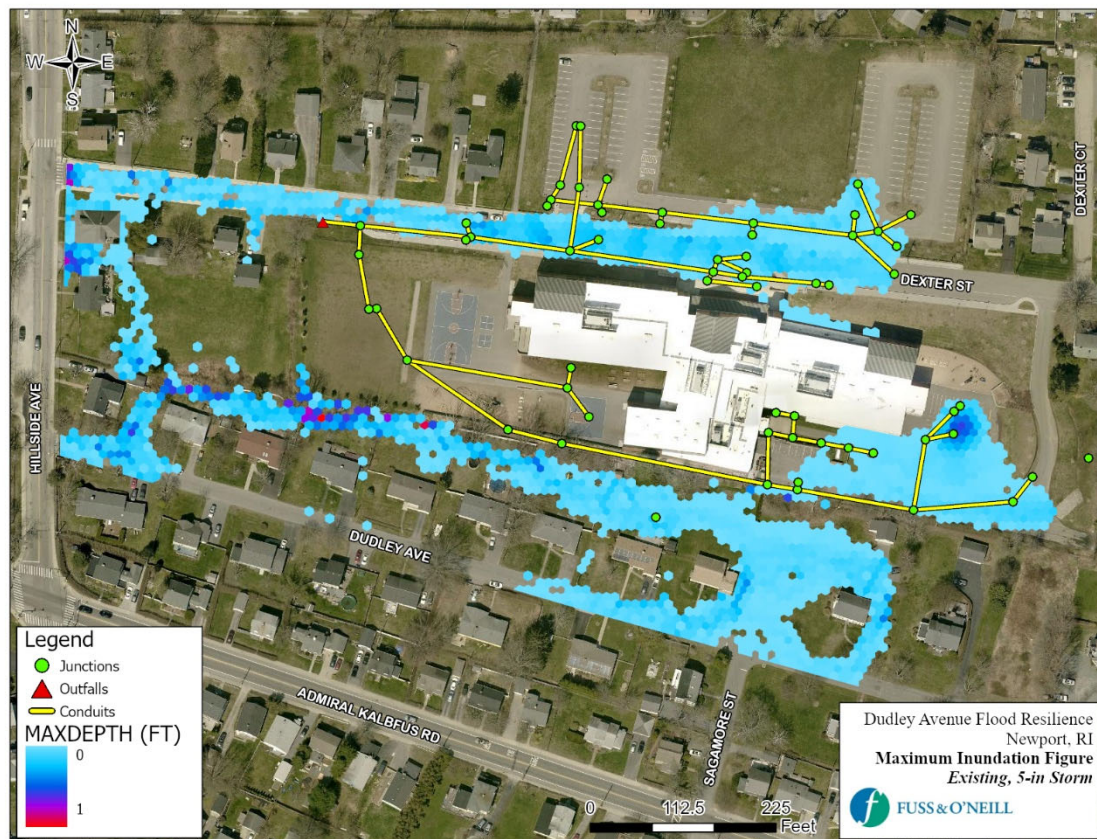 N
W E
S
DEXTER CT
DEXTER ST
HILLSIDE AVE
DUDLEY AVE
ADMIRAL KALBFUS RD
SAGAMORE ST
Legend
Junctions
Outfalls
Conduits
MAXDEPTH (FT)
0
1
0 112.5 225
Feet
Dudley Avenue Flood Resilience
Newport, RI
Maximum Inundation Figure
Existing, 5-in Storm
f FUSS & O'NEILL